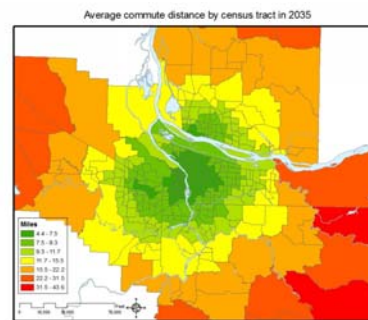 Average commute distance by census tract in 2035
Miles
4.4 - 7.5
7.5 - 9.3
9.3 - 11.7
11.7 - 15.5
15.5 - 22.2
22.2 - 31.5
31.5 - 43.6